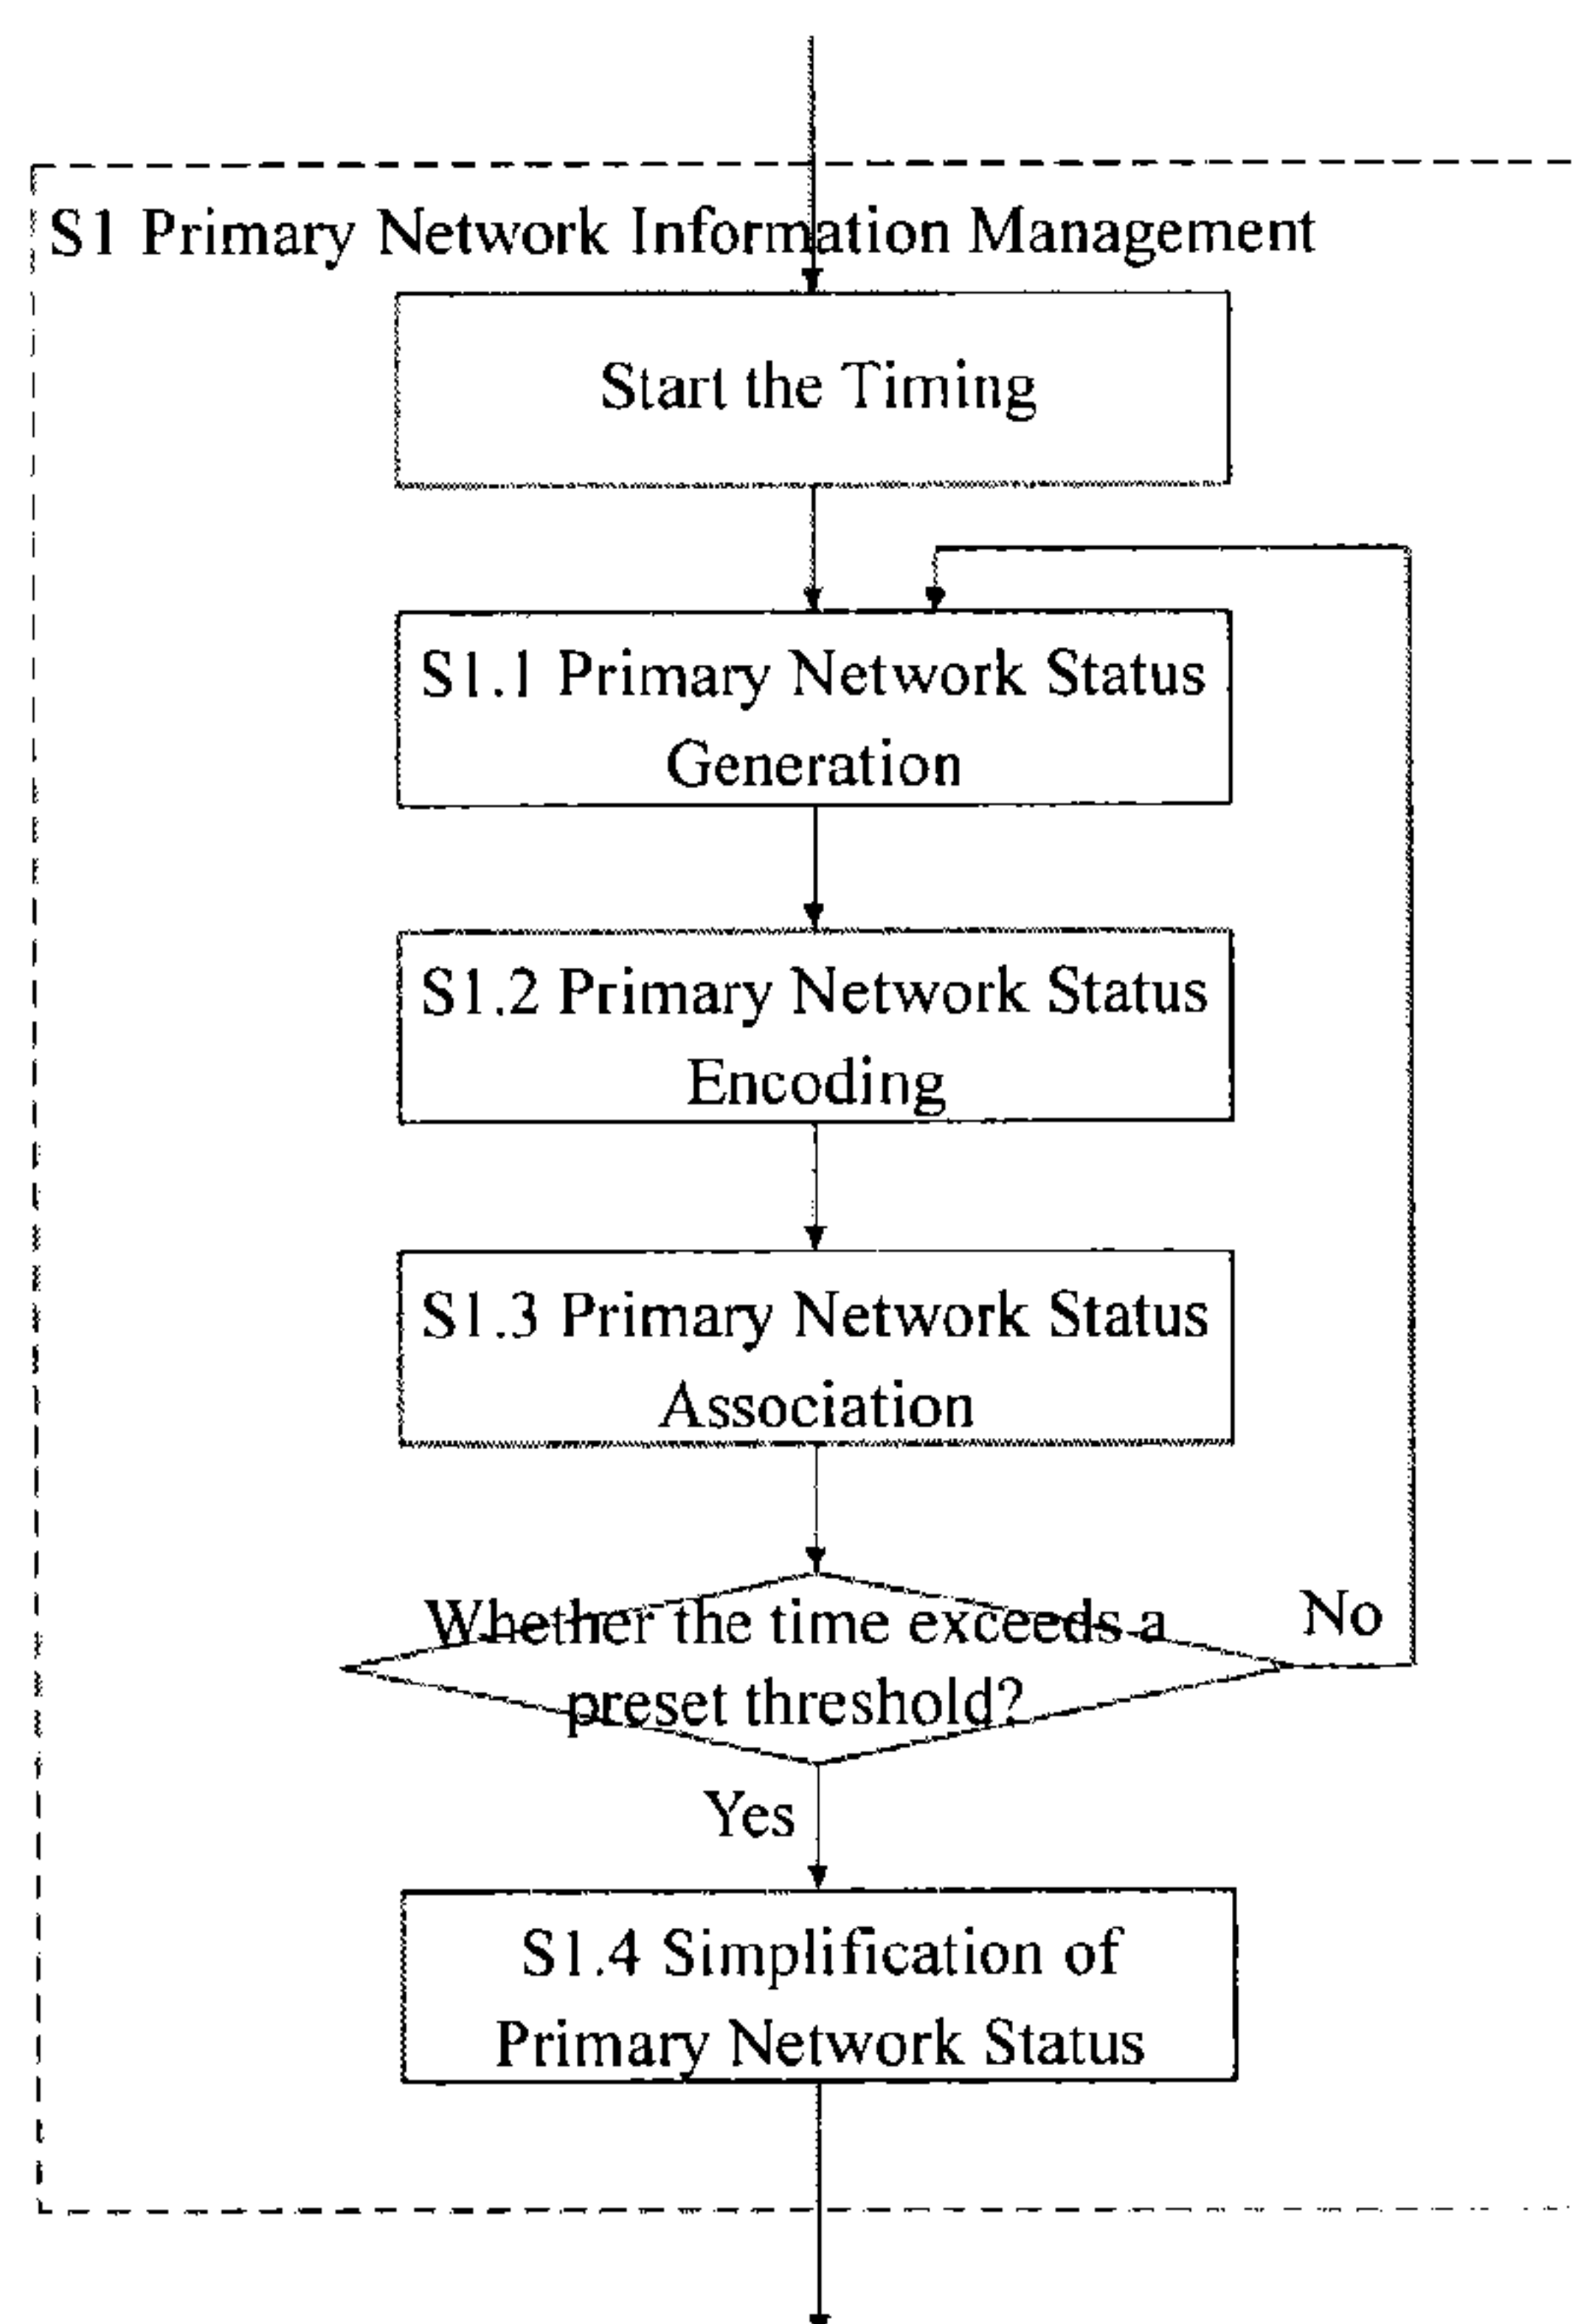 S1 Primary Network Information Management
Start the Timing
S1.1 Primary Network Status
Generation
S1.2 Primary Network Status
Encoding
S1.3 Primary Network Status
Association
Whether the time exceeds a
preset threshold?
No
Yes
S1.4 Simplification of
Primary Network Status